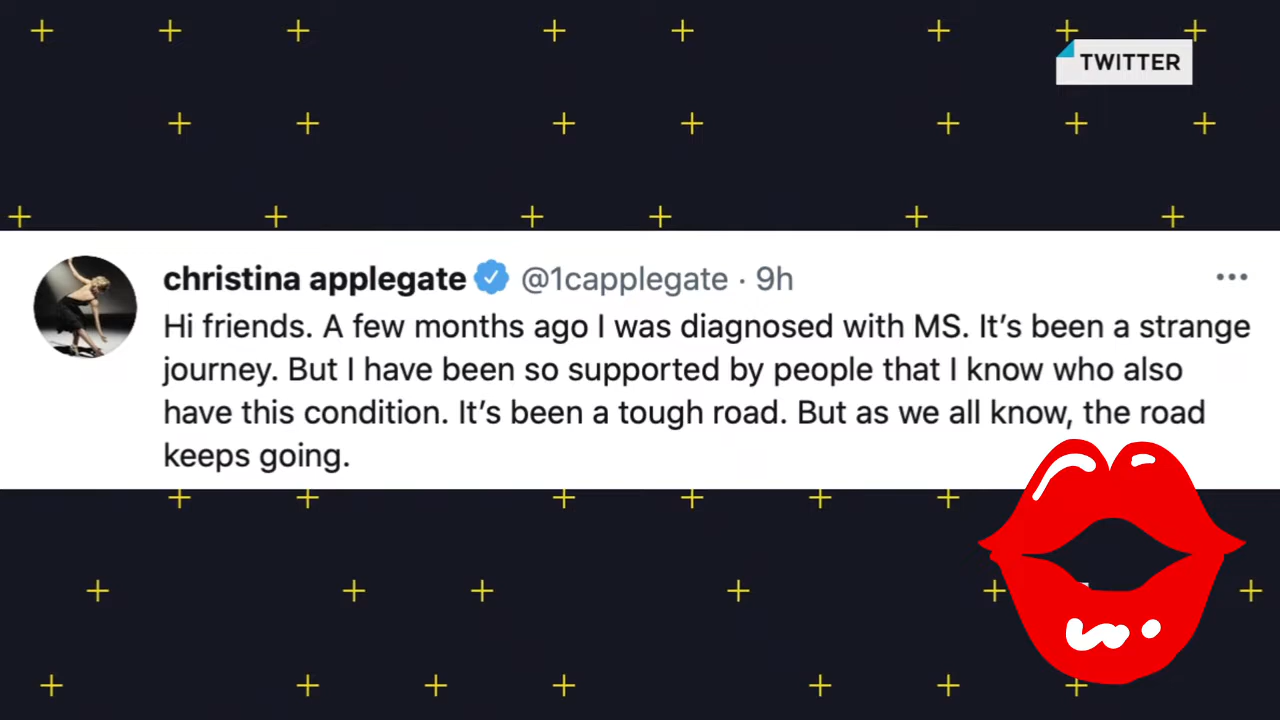 TWITTER
christina applegate @1capplegate · 9h
Hi friends. A few months ago I was diagnosed with MS. It’s been a strange
journey. But I have been so supported by people that I know who also
have this condition. It’s been a tough road. But as we all know, the road
keeps going.